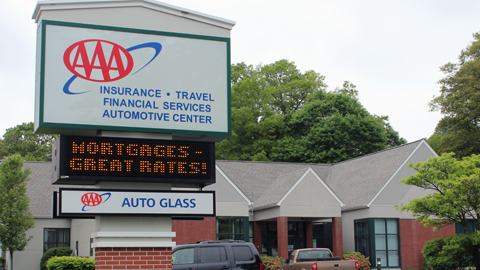 AAA
INSURANCE • TRAVEL
FINANCIAL SERVICES
AUTOMOTIVE CENTER
MORTGAGES -
GREAT RATES!
AAA AUTO GLASS